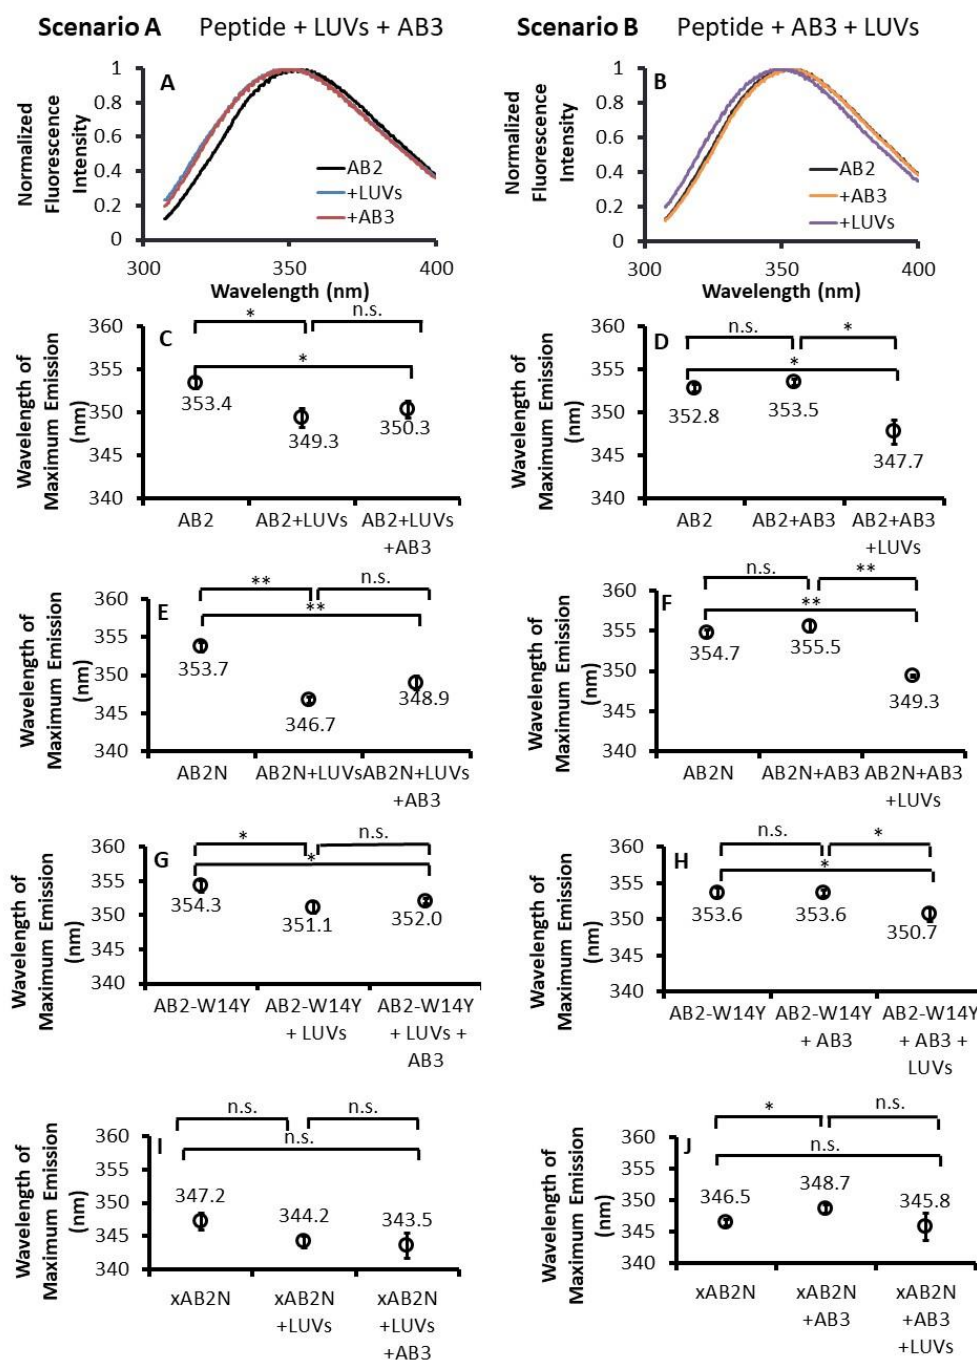 Scenario A Peptide + LUVs + AB3
Scenario B Peptide + AB3 + LUVs
A
Normalized
Fluorescence
Intensity
1
0.8
0.6
0.4
0.2
0
AB2
+LUVs
+AB3
300 350 400
Wavelength (nm)
B
Normalized
Fluorescence
Intensity
1
0.8
0.6
0.4
0.2
0
AB2
+AB3
+LUVs
300 350 400
Wavelength (nm)
C
Wavelength of
Maximum Emission
(nm)
360
355
350
345
340
* n.s.
*
353.4
349.3
350.3
AB2 AB2+LUVs AB2+LUVs
+AB3
D
Wavelength of
Maximum Emission
(nm)
360
355
350
345
340
n.s. *
*
352.8
353.5
347.7
AB2 AB2+AB3 AB2+AB3
+LUVs
E
Wavelength of
Maximum Emission
(nm)
360
355
350
345
340
** n.s.
**
353.7
346.7
348.9
AB2N AB2N+LUVs AB2N+LUVs
+AB3
F
Wavelength of
Maximum Emission
(nm)
360
355
350
345
340
n.s. **
**
354.7
355.5
349.3
AB2N AB2N+AB3 AB2N+AB3
+LUVs
G
Wavelength of
Maximum Emission
(nm)
360
355
350
345
340
* n.s.
*
354.3
351.1
352.0
AB2-W14Y AB2-W14Y AB2-W14Y
+ LUVs + LUVs +
AB3
H
Wavelength of
Maximum Emission
(nm)
360
355
350
345
340
n.s. *
*
353.6
353.6
350.7
AB2-W14Y AB2-W14Y AB2-W14Y
+ AB3 + AB3 +
LUVs
I
Wavelength of
Maximum Emission
(nm)
360
355
350
345
340
n.s. n.s.
n.s.
347.2
344.2
343.5
xAB2N xAB2N xAB2N
+LUVs +LUVs
+AB3
J
Wavelength of
Maximum Emission
(nm)
360
355
350
345
340
* n.s.
n.s.
346.5
348.7
345.8
xAB2N xAB2N xAB2N
+AB3 +AB3
+LUVs